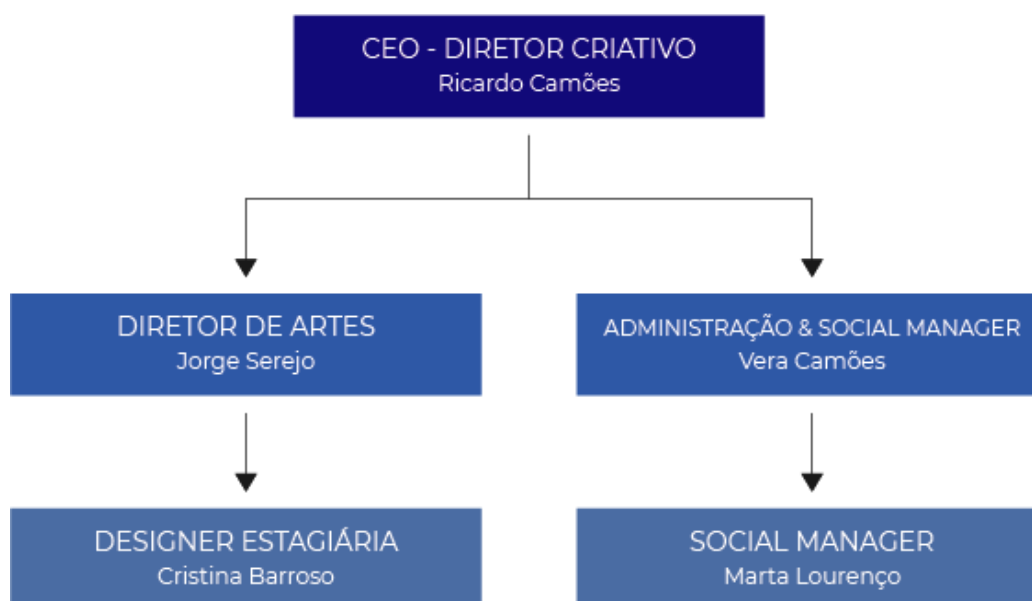 CEO - DIRETOR CRIATIVO
Ricardo Camões
DIRETOR DE ARTES
Jorge Serejo
ADMINISTRAÇÃO & SOCIAL MANAGER
Vera Camões
DESIGNER ESTAGIÁRIA
Cristina Barroso
SOCIAL MANAGER
Marta Lourenço